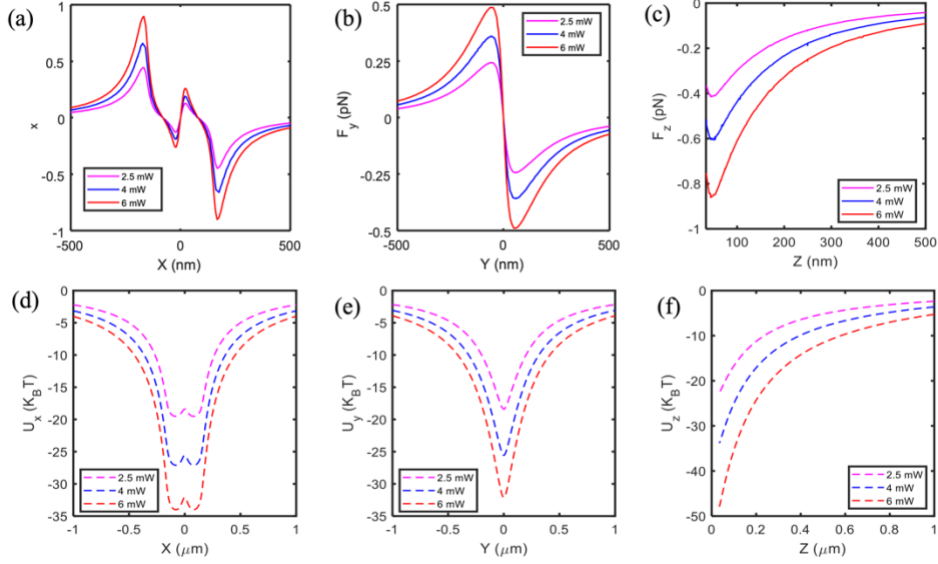 (a)
1
0.5
0
-0.5
-1
x
2.5 mW
4 mW
6 mW
-500
0
500
X (nm)
(b)
0.5
0.25
0
-0.25
-0.5
F_y (pN)
2.5 mW
4 mW
6 mW
-500
0
500
Y (nm)
(c)
0
-0.2
-0.4
-0.6
-0.8
-1
F_z (pN)
2.5 mW
4 mW
6 mW
100
200
300
400
500
Z (nm)
(d)
0
-5
-10
-15
-20
-25
-30
-35
U_x (K_BT)
2.5 mW
4 mW
6 mW
-1
-0.5
0
0.5
1
X (μm)
(e)
0
-5
-10
-15
-20
-25
-30
-35
U_y (K_BT)
2.5 mW
4 mW
6 mW
-1
-0.5
0
0.5
1
Y (μm)
(f)
0
-10
-20
-30
-40
-50
U_z (K_BT)
2.5 mW
4 mW
6 mW
0
0.2
0.4
0.6
0.8
1
Z (μm)